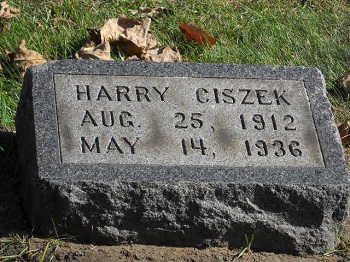 HARRY CISZEK
AUG. 25, 1912
MAY 14, 1936